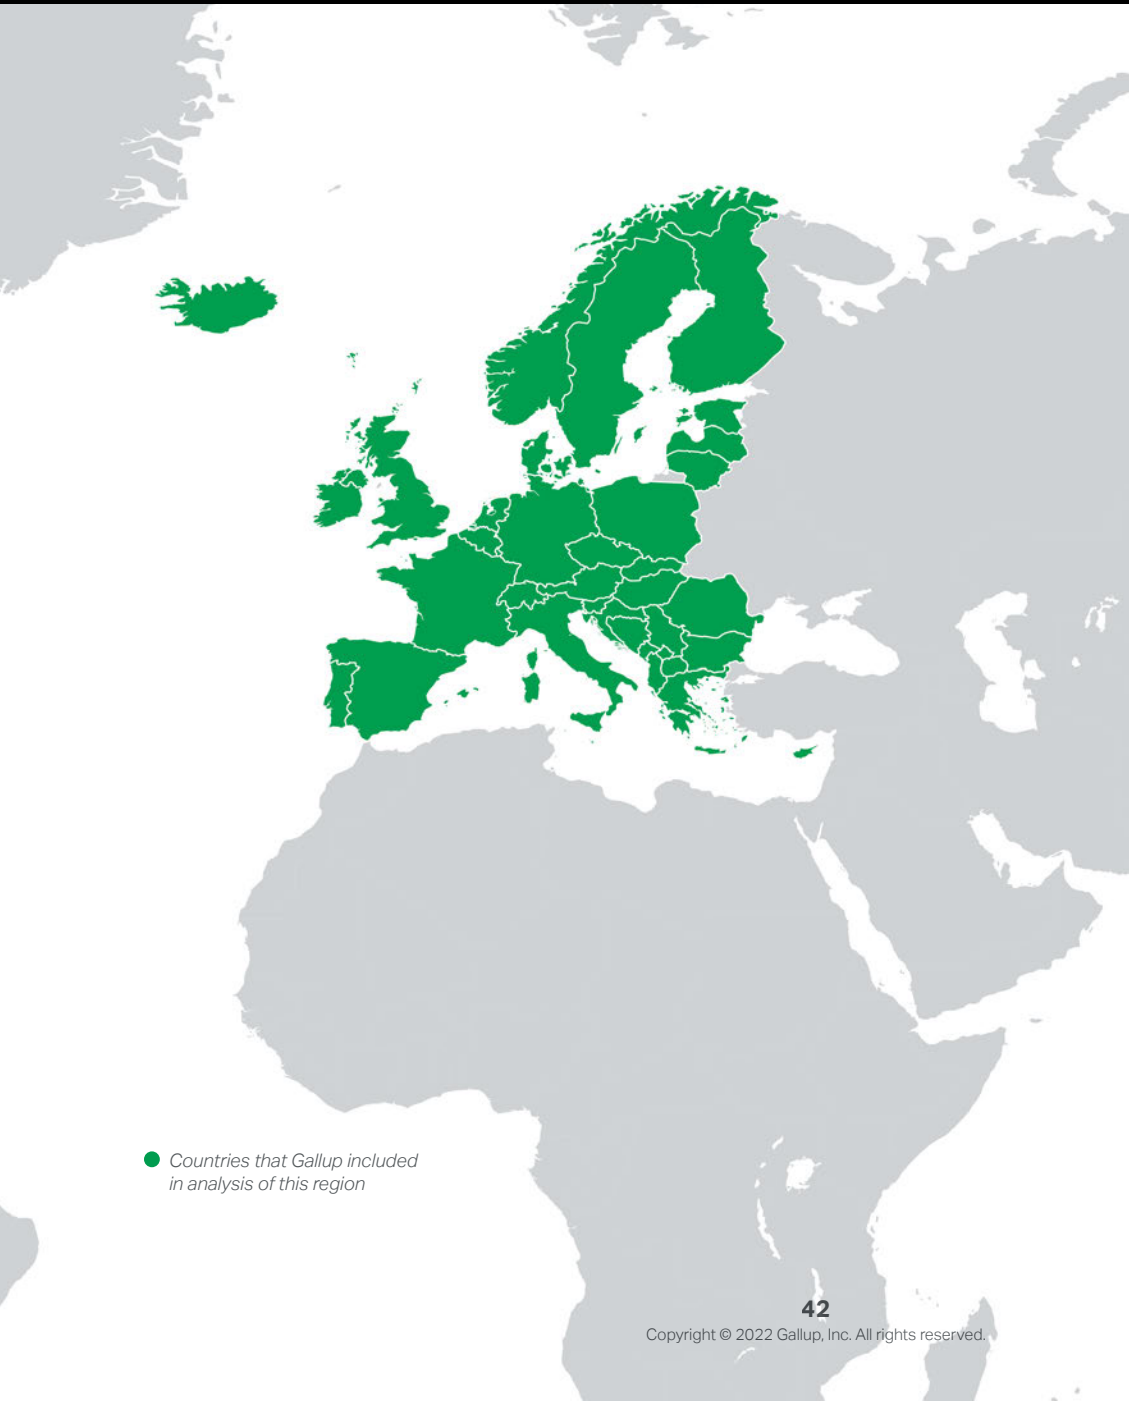 Countries that Gallup included
in analysis of this region
42
Copyright © 2022 Gallup, Inc. All rights reserved.